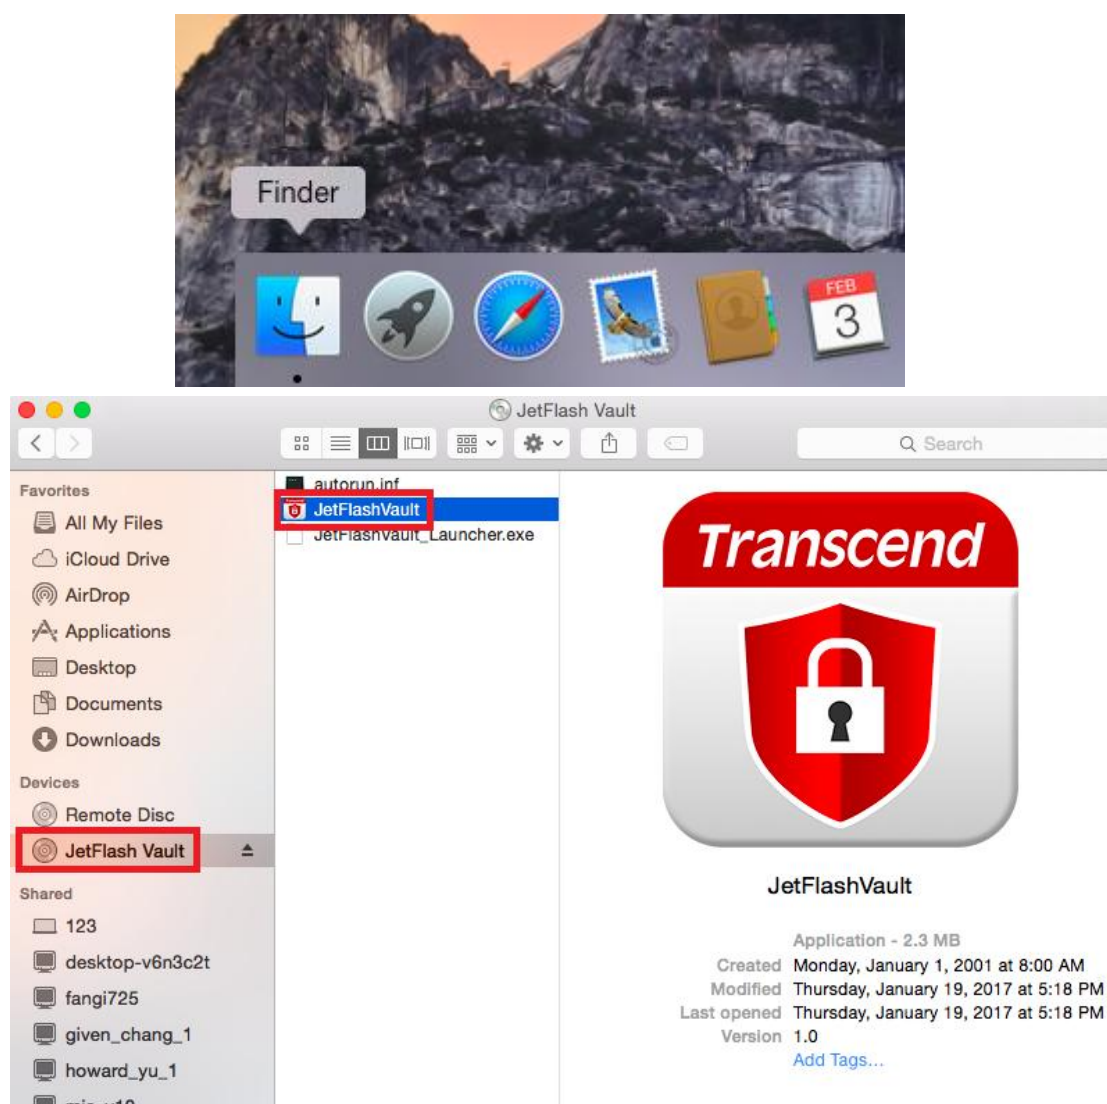 Finder
FEB
3
JetFlash Vault
Search
Favorites
All My Files
iCloud Drive
AirDrop
Applications
Desktop
Documents
Downloads
Devices
Remote Disc
JetFlash Vault
Shared
123
desktop-v6n3c2t
fangi725
given_chang_1
howard_yu_1
autorun.inf
JetFlashVault
JetFlashVault_Launcher.exe
Transcend
JetFlashVault
Application - 2.3 MB
Created Monday, January 1, 2001 at 8:00 AM
Modified Thursday, January 19, 2017 at 5:18 PM
Last opened Thursday, January 19, 2017 at 5:18 PM
Version 1.0
Add Tags...